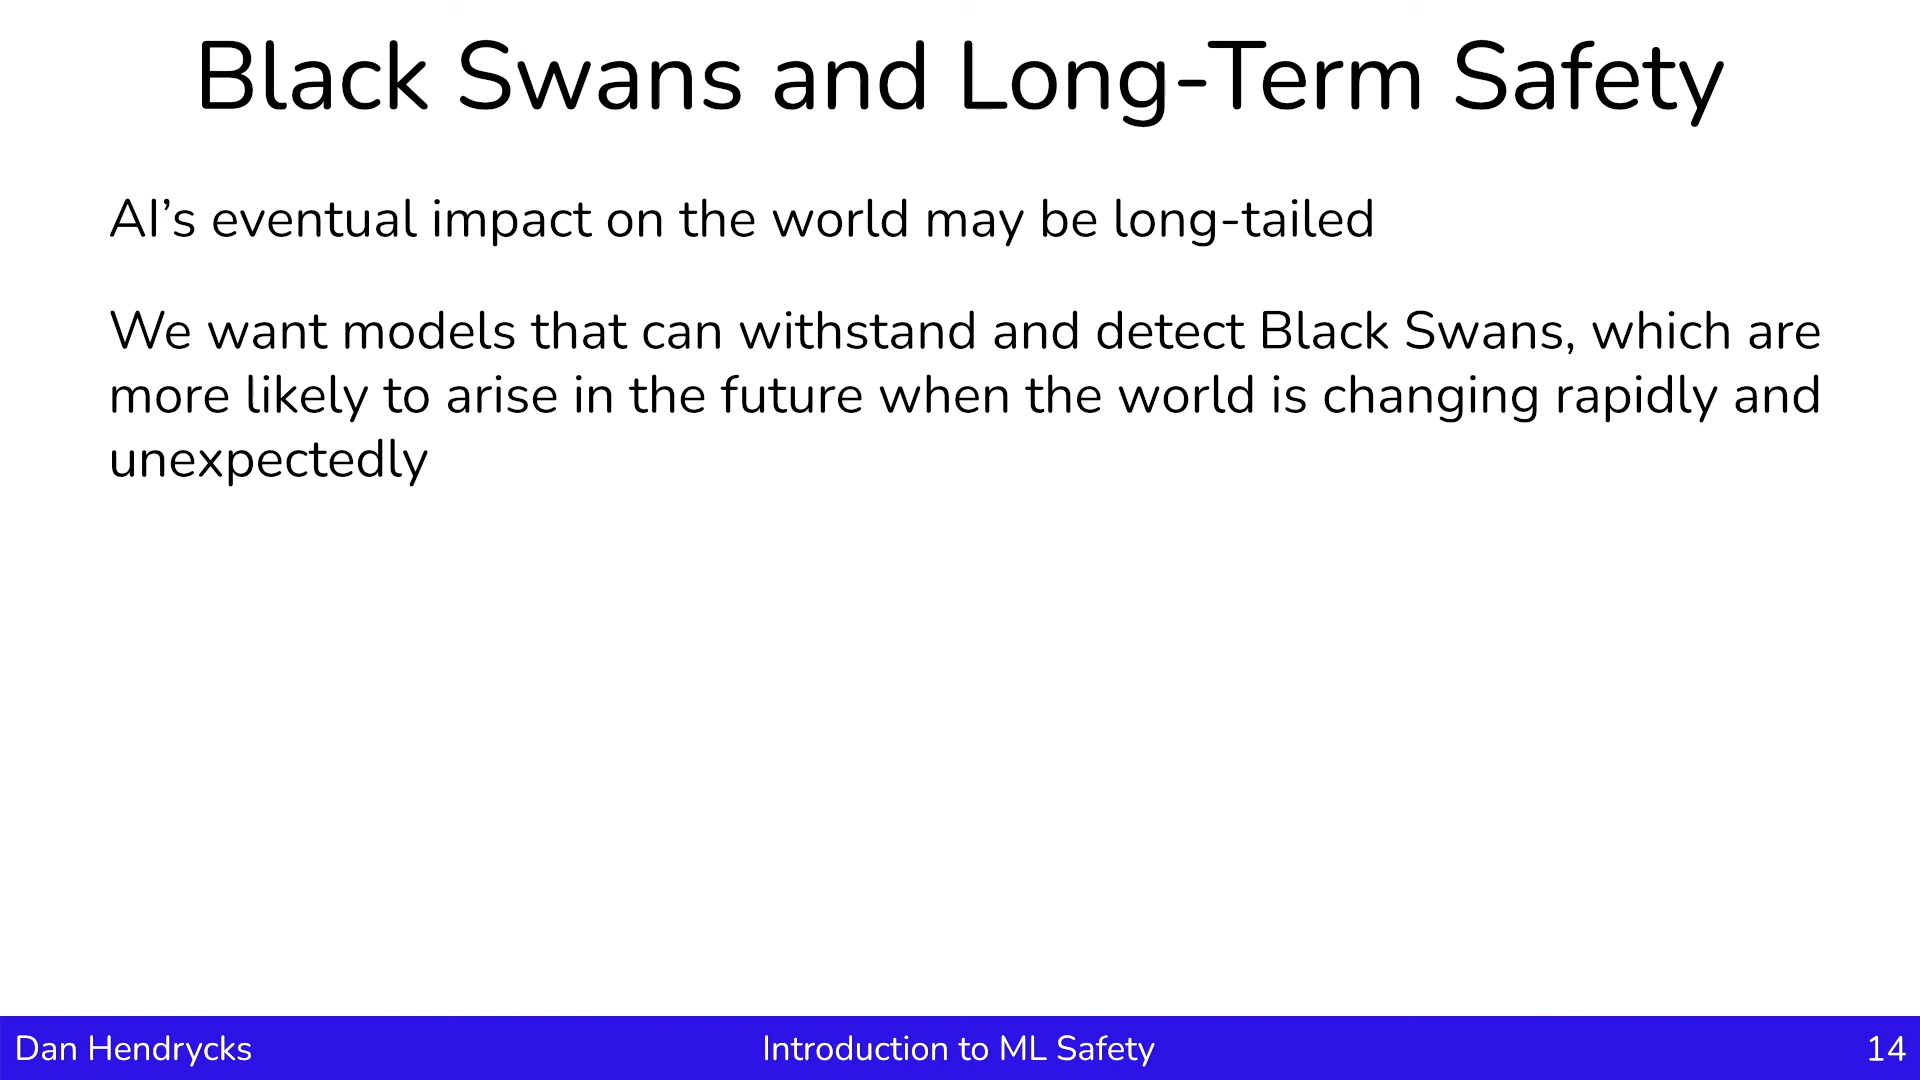 Black Swans and Long-Term Safety
AI’s eventual impact on the world may be long-tailed
We want models that can withstand and detect Black Swans, which are
more likely to arise in the future when the world is changing rapidly and
unexpectedly
Dan Hendrycks
Introduction to ML Safety
14